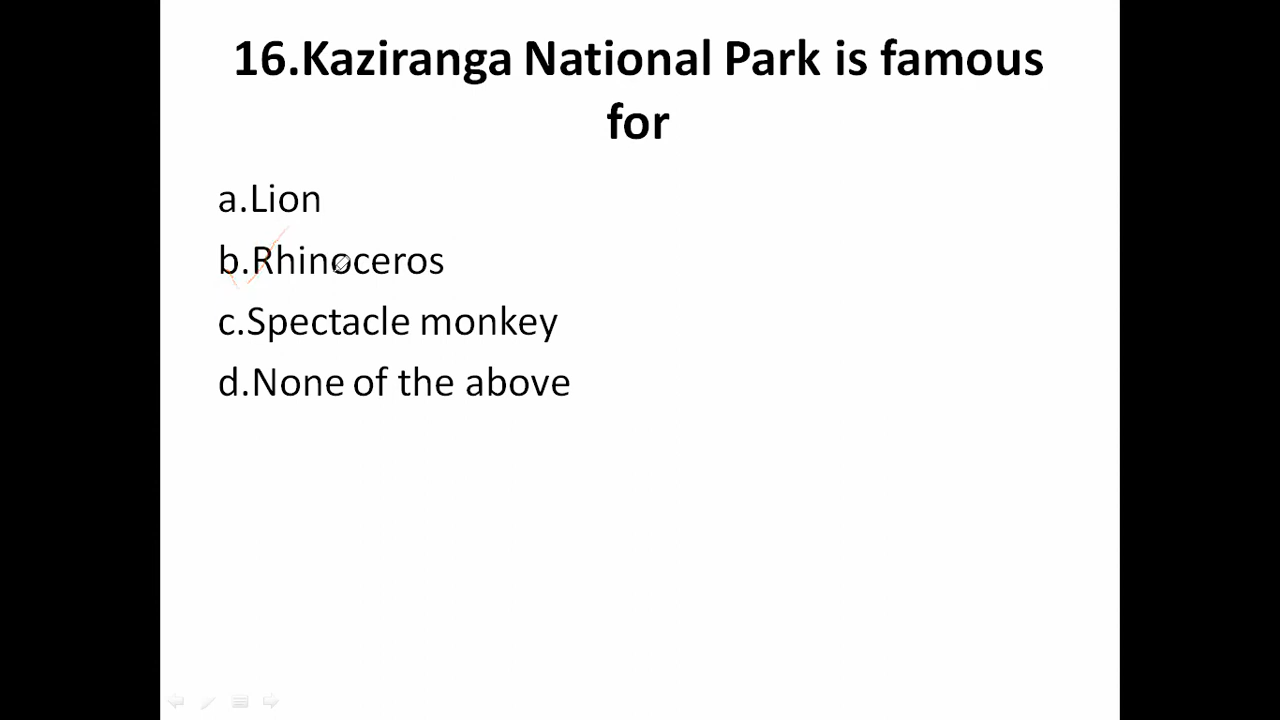 16.Kaziranga National Park is famous
for
a.Lion
b.Rhinoceros
c.Spectacle monkey
d.None of the above